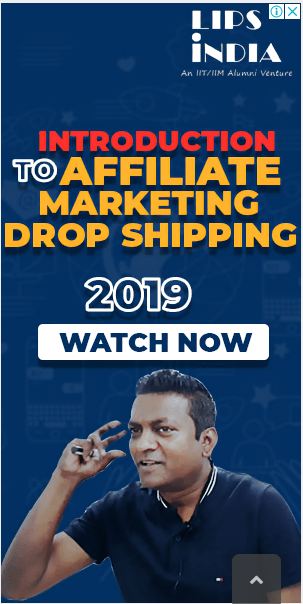 LIPS
iNDIA
An IIT/IIM Alumni Venture
INTRODUCTION
TO AFFILIATE
MARKETING
DROP SHIPPING
2019
WATCH NOW